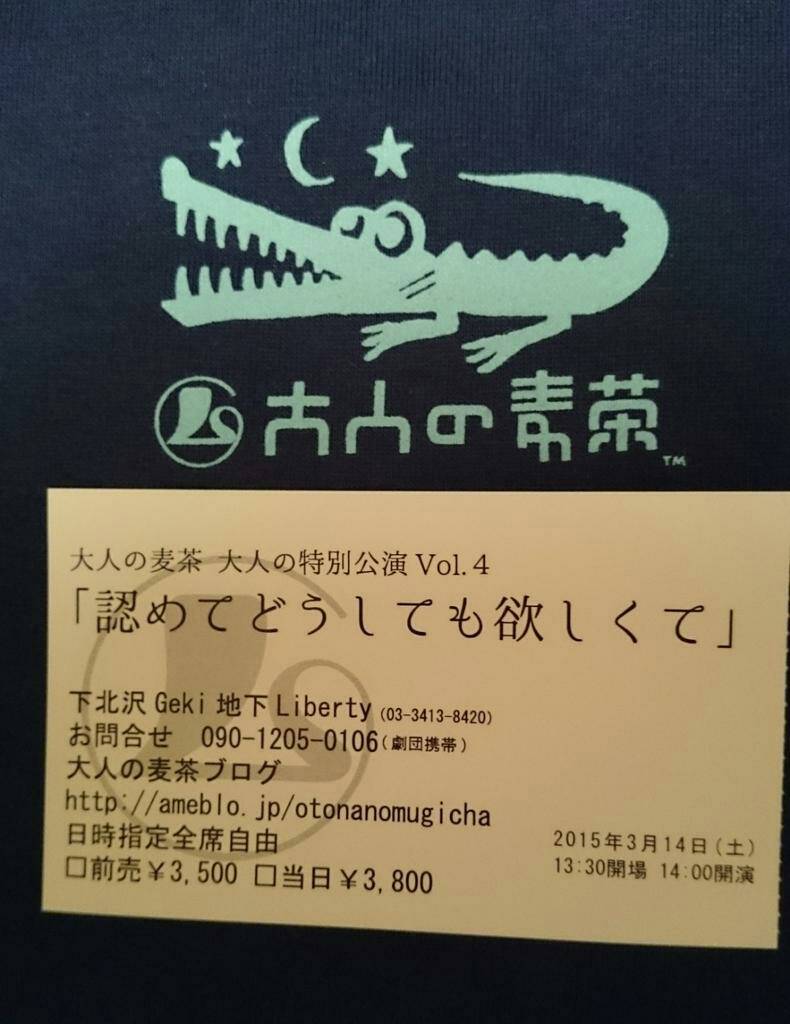 大人の麦茶™
大人の麦茶 大人の特別公演 Vol.4
「認めてどうしても欲しくて」
下北沢 Geki 地下 Liberty (03-3413-8420)
お問合せ 090-1205-0106(劇団携帯)
大人の麦茶ブログ
http://ameblo.jp/otonanomugicha
日時指定全席自由
□前売￥3,500 □当日￥3,800
2015年3月14日(土)
13:30開場 14:00開演